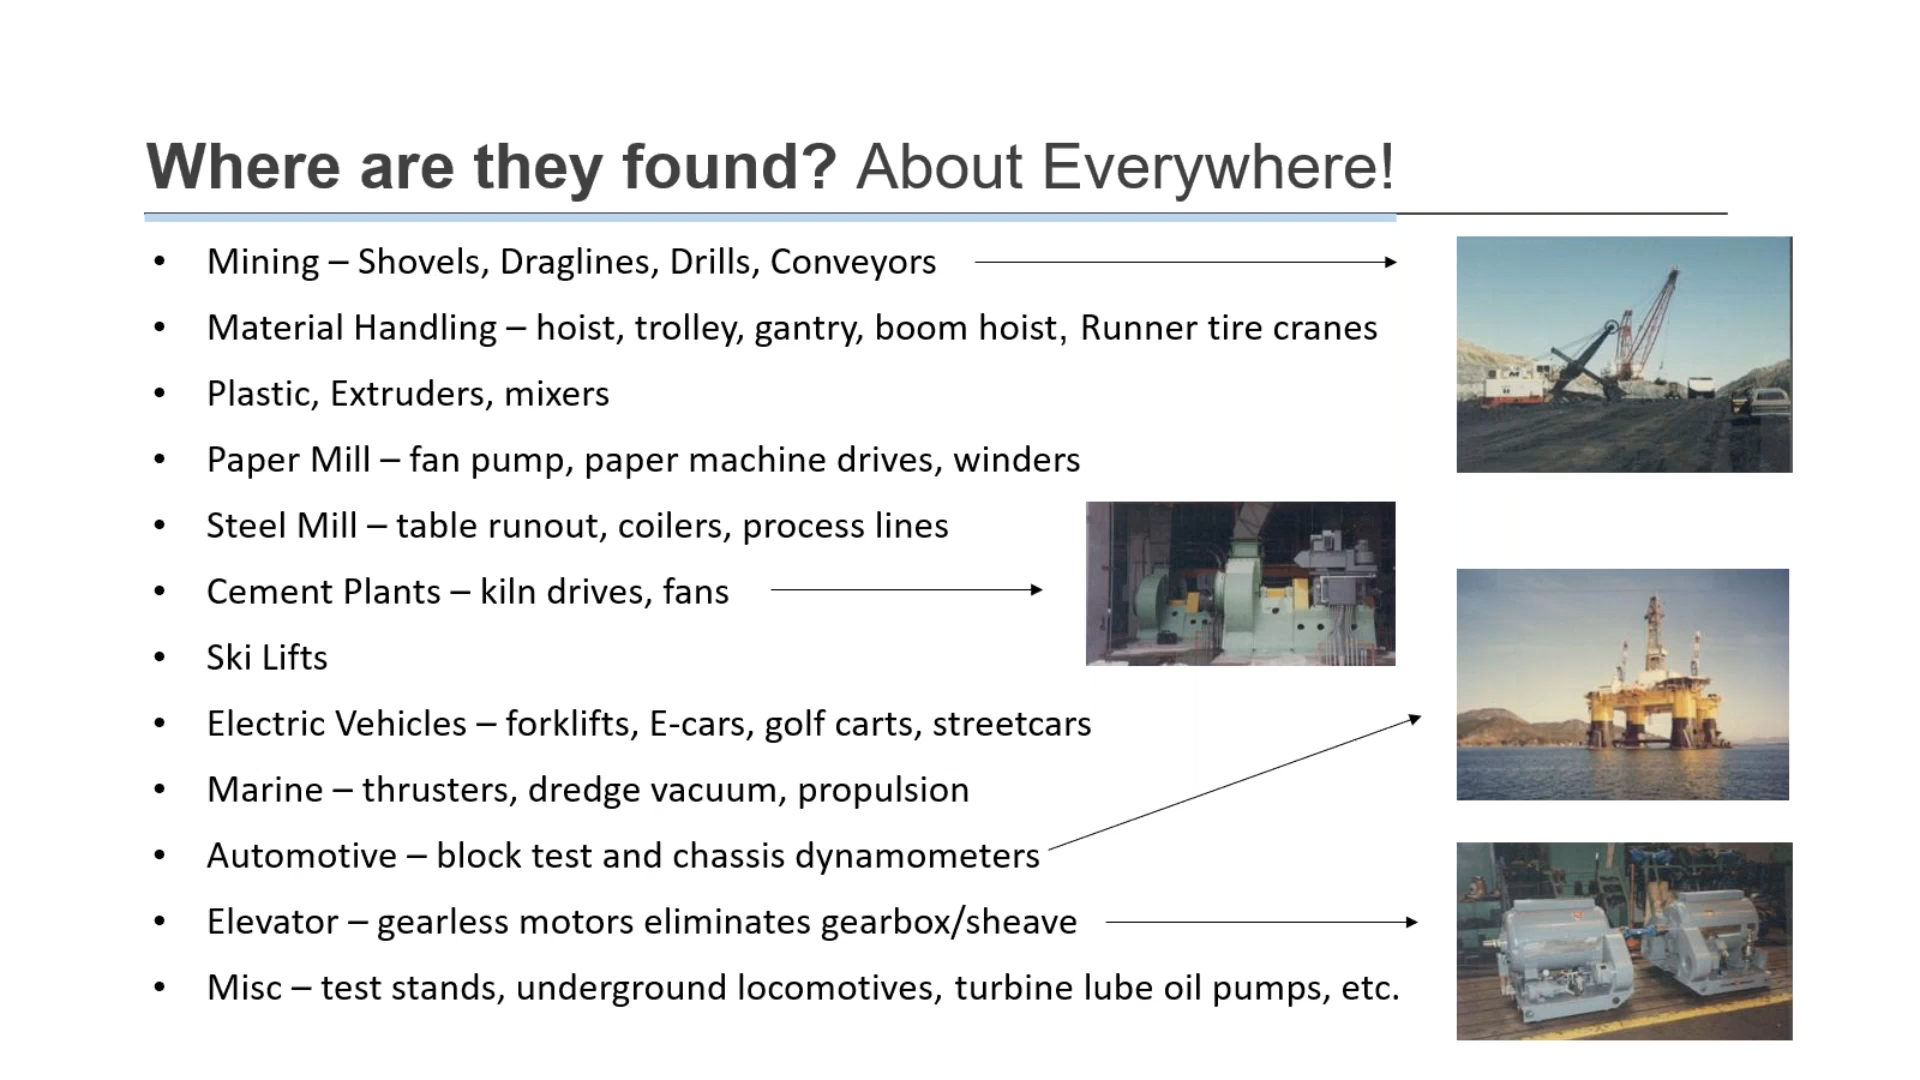 Where are they found? About Everywhere!
• Mining – Shovels, Draglines, Drills, Conveyors
• Material Handling – hoist, trolley, gantry, boom hoist, Runner tire cranes
• Plastic, Extruders, mixers
• Paper Mill – fan pump, paper machine drives, winders
• Steel Mill – table runout, coilers, process lines
• Cement Plants – kiln drives, fans
• Ski Lifts
• Electric Vehicles – forklifts, E-cars, golf carts, streetcars
• Marine – thrusters, dredge vacuum, propulsion
• Automotive – block test and chassis dynamometers
• Elevator – gearless motors eliminates gearbox/sheave
• Misc – test stands, underground locomotives, turbine lube oil pumps, etc.